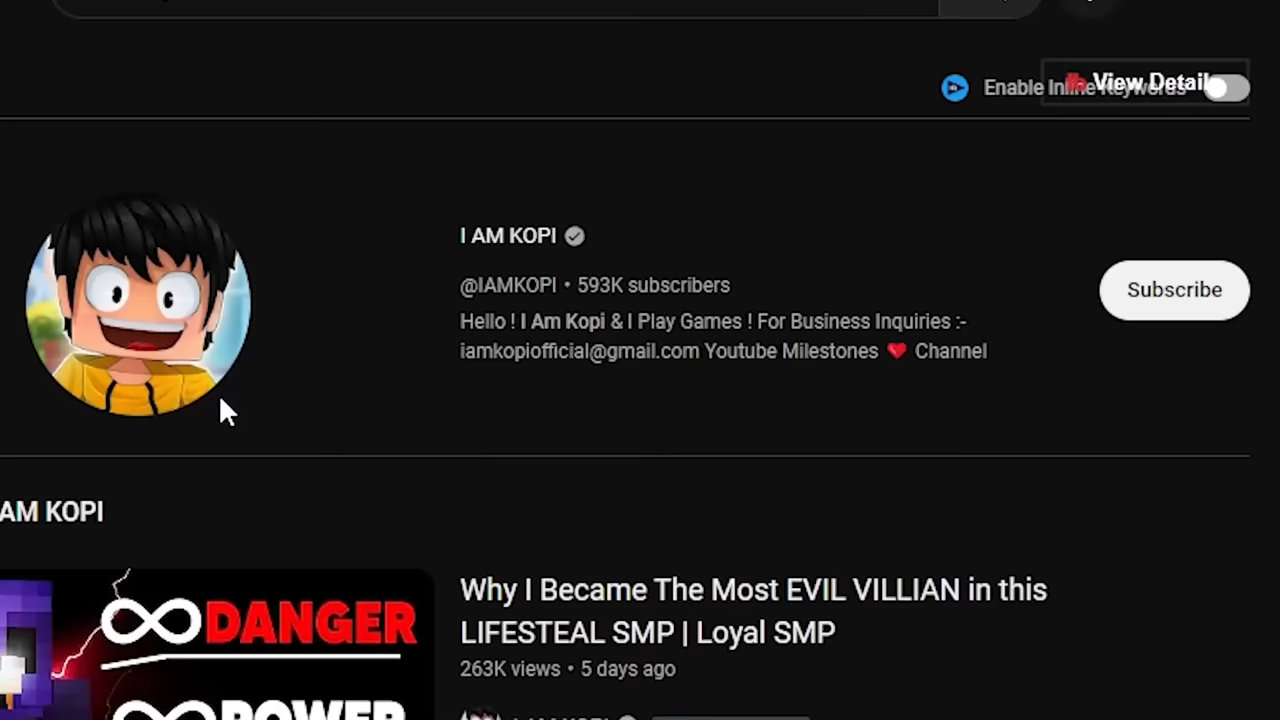 Enable Inline Keywords
View Detail
I AM KOPI
@IAMKOPI • 593K subscribers
Subscribe
Hello ! I Am Kopi & I Play Games ! For Business Inquiries :-
iamkopiofficial@gmail.com Youtube Milestones ❤️ Channel
AM KOPI
∞DANGER
∞POWER
Why I Became The Most EVIL VILLIAN in this
LIFESTEAL SMP | Loyal SMP
263K views • 5 days ago
I AM KOPI